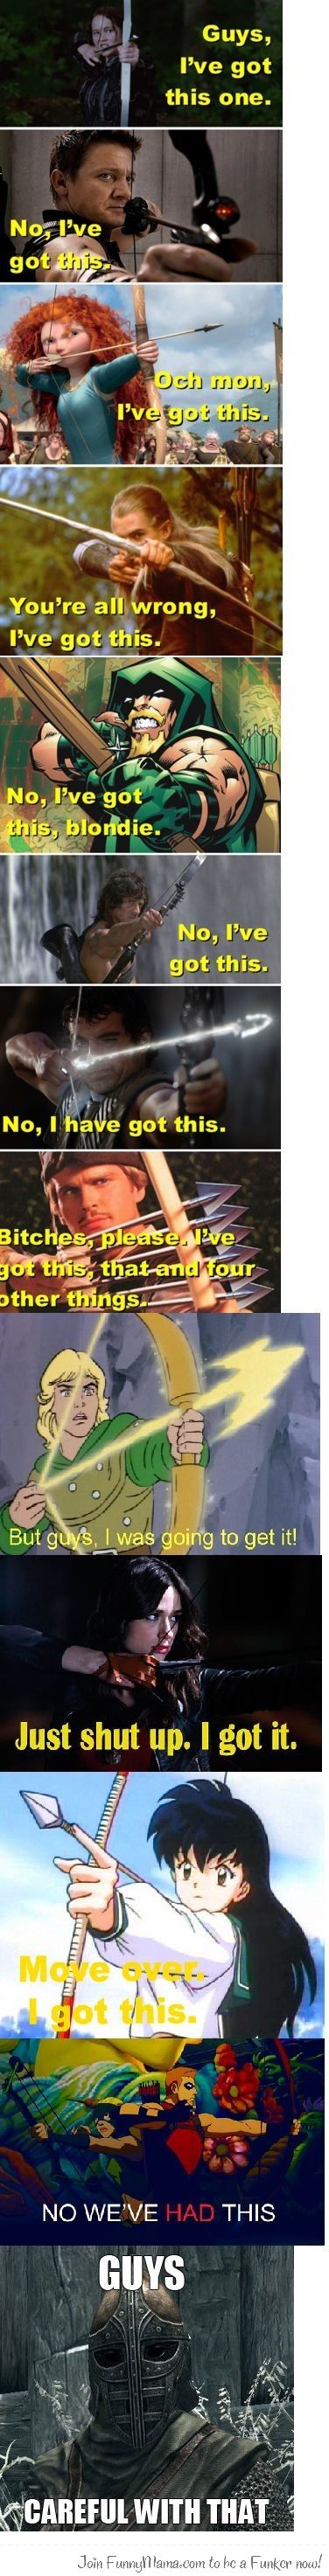 Guys,
I've got
this one.
No, I've
got this.
Och mon,
I've got this.
You're all wrong,
I've got this.
No, I've got
this, blondie.
No, I've
got this.
No, I have got this.
Bitches, please. I've
got this, that and four
other things.
But guys, I was going to get it!
Just shut up. I got it.
Move over.
I got this.
NO WE'VE HAD THIS
GUYS
CAREFUL WITH THAT
Join FunnyMama.com to be a Funker now!